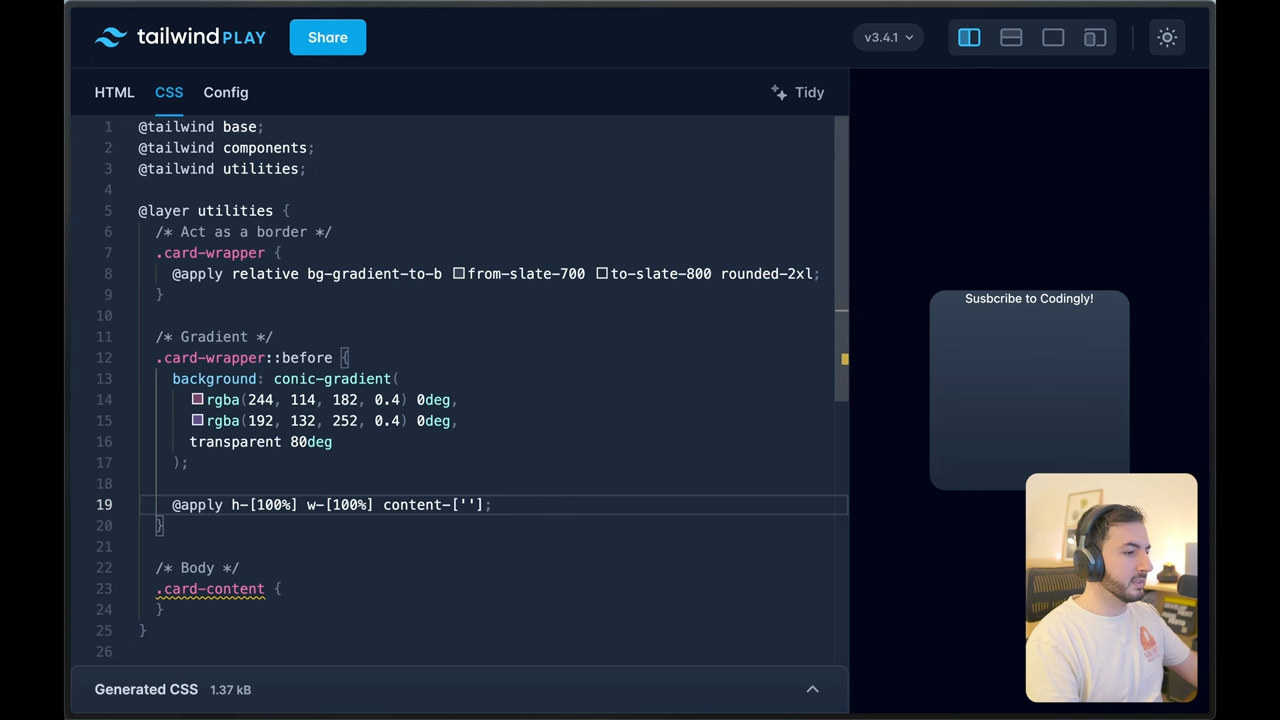 tailwind PLAY
Share
v3.4.1
HTML CSS Config
Tidy
1 @tailwind base;
2 @tailwind components;
3 @tailwind utilities;
4
5 @layer utilities {
6 /* Act as a border */
7 .card-wrapper {
8 @apply relative bg-gradient-to-b from-slate-700 to-slate-800 rounded-2xl;
9 }
10
11 /* Gradient */
12 .card-wrapper::before {
13 background: conic-gradient(
14 rgba(244, 114, 182, 0.4) 0deg,
15 rgba(192, 132, 252, 0.4) 0deg,
16 transparent 80deg
17 );
18
19 @apply h-[100%] w-[100%] content-[''];
20 }
21
22 /* Body */
23 .card-content {
24 }
25 }
26
Generated CSS 1.37 kB
Susbcribe to Codingly!